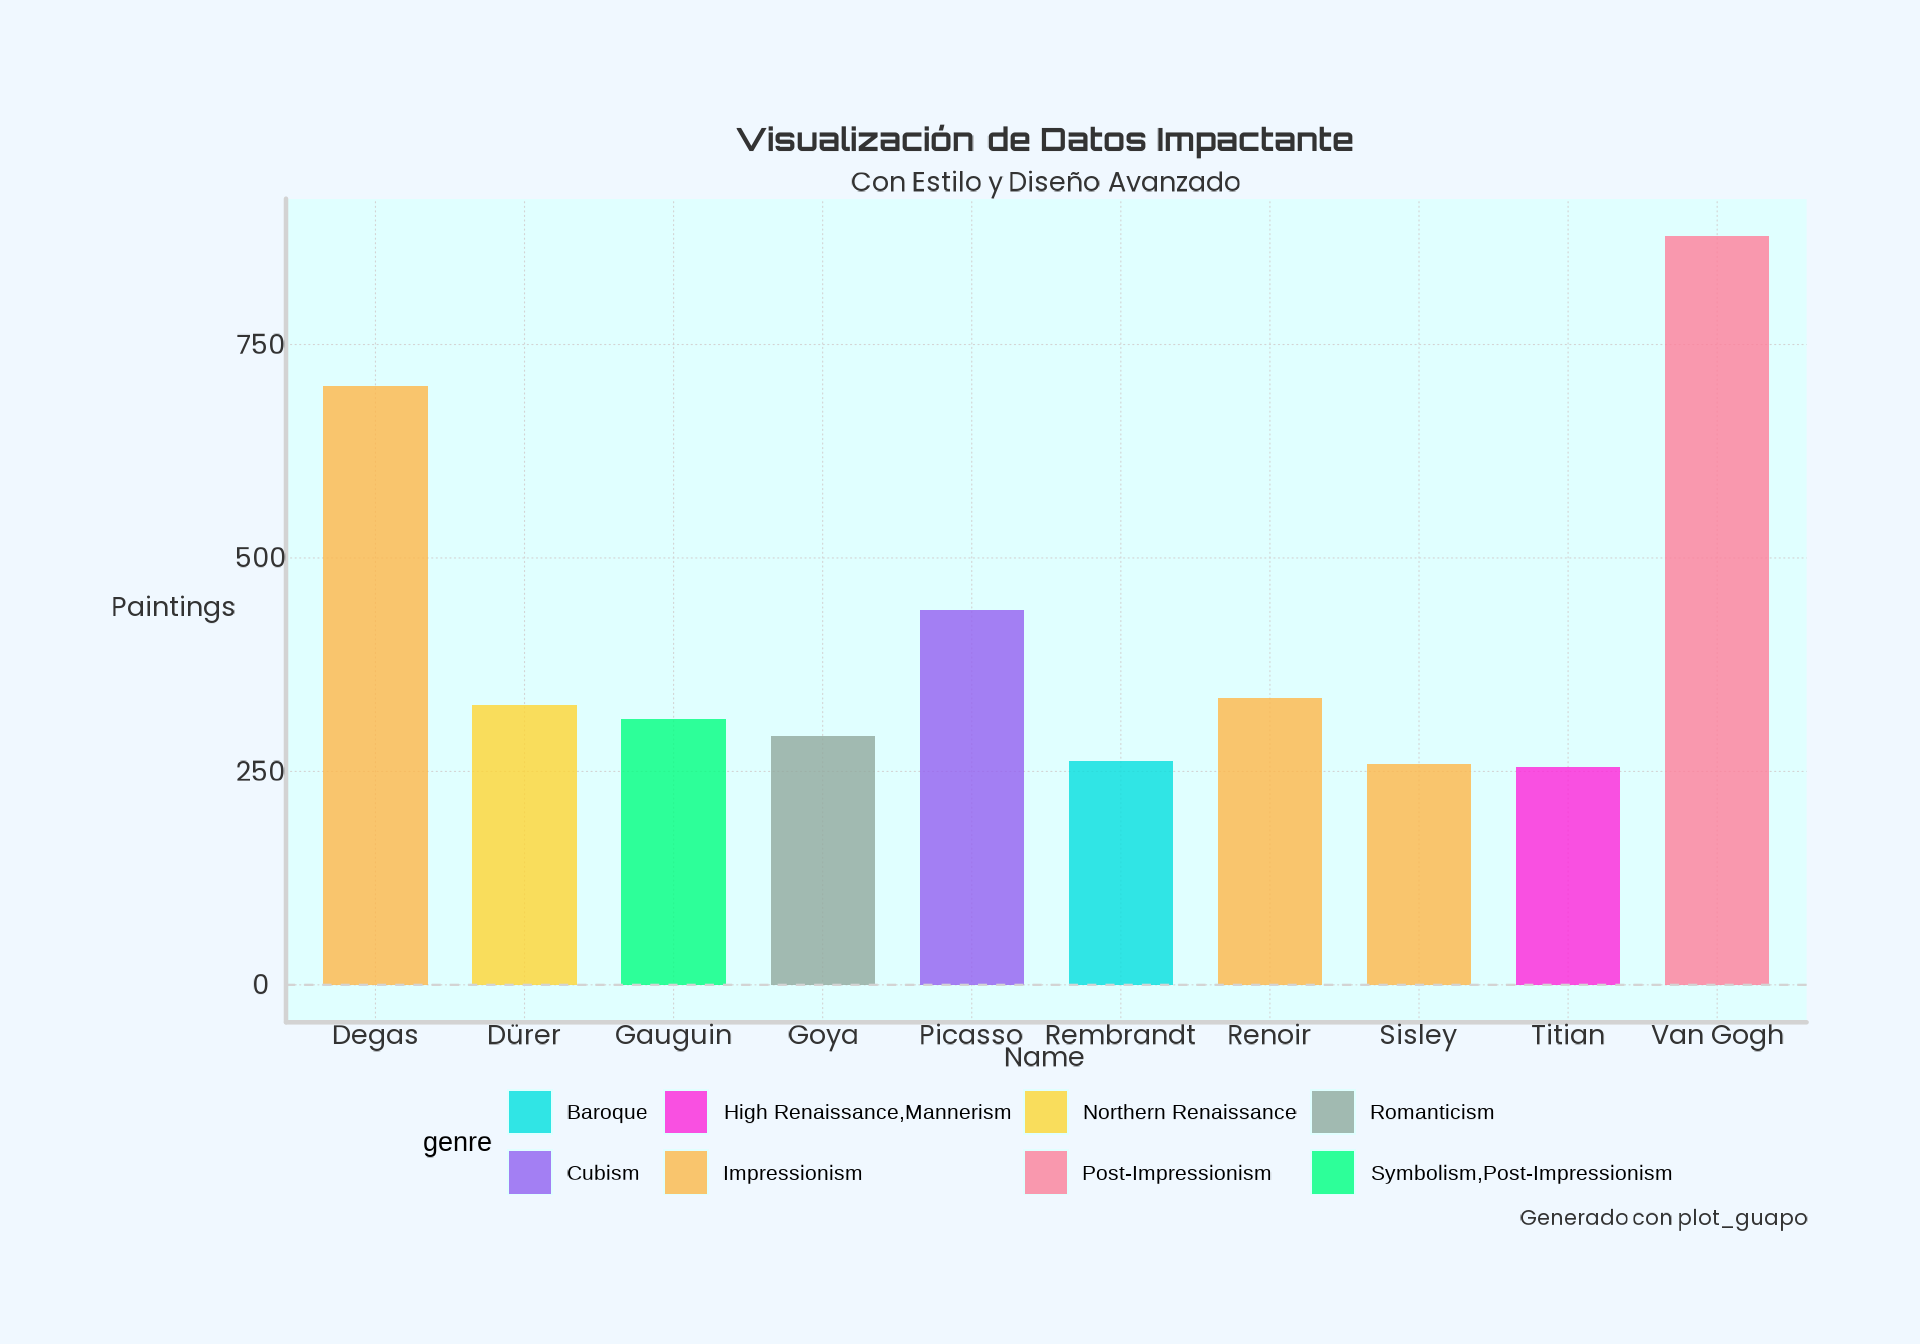 Visualización de Datos Impactante
Con Estilo y Diseño Avanzado
750
500
Paintings
250
0
Degas Dürer Gauguin Goya Picasso Rembrandt Renoir Sisley Titian Van Gogh
Name
genre
Baroque High Renaissance,Mannerism Northern Renaissance Romanticism
Cubism Impressionism Post-Impressionism Symbolism,Post-Impressionism
Generado con plot_guapo